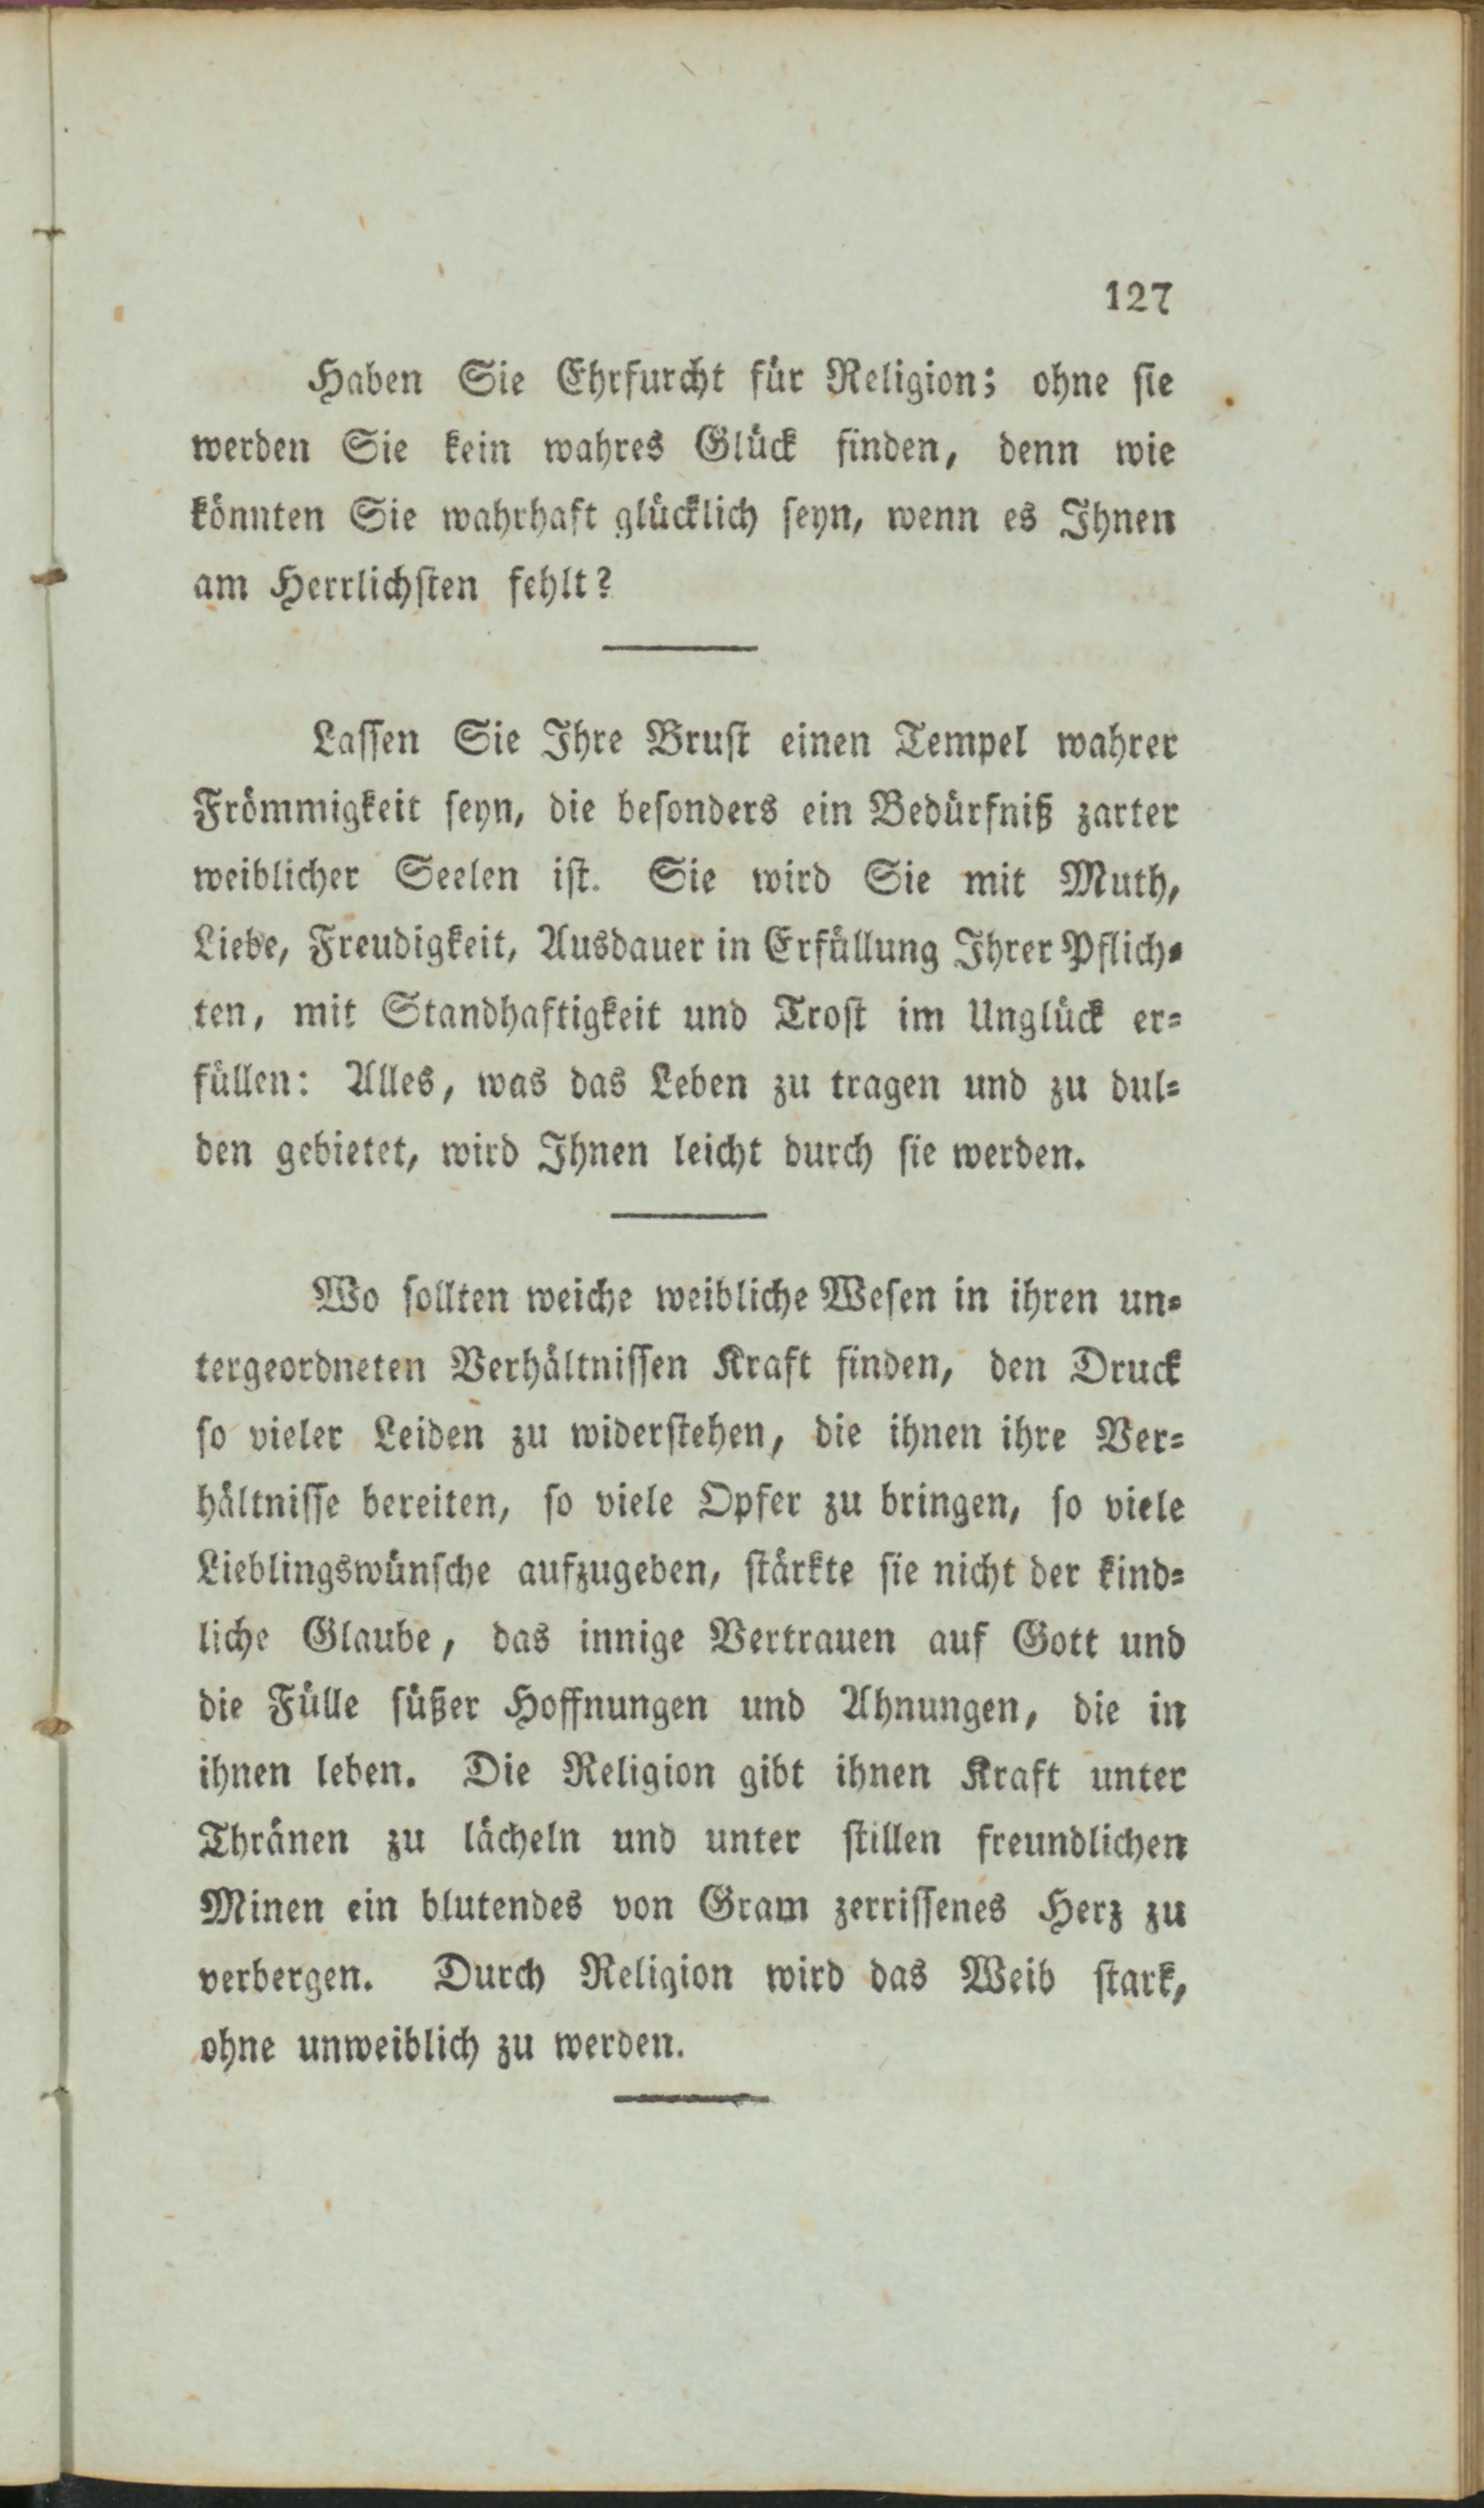 127
Haben Sie Ehrfurcht für Religion; ohne sie
werden Sie kein wahres Glück finden, denn wie
könnten Sie wahrhaft glücklich seyn, wenn es Ihnen
am Herrlichsten fehlt?
Lassen Sie Ihre Brust einen Tempel wahrer
Frömmigkeit seyn, die besonders ein Bedürfniß zarter
weiblicher Seelen ist. Sie wird Sie mit Muth,
Liebe, Freudigkeit, Ausdauer in Erfüllung Ihrer Pflich-
ten, mit Standhaftigkeit und Trost im Unglück er-
füllen: Alles, was das Leben zu tragen und zu dul-
den gebietet, wird Ihnen leicht durch sie werden.
Wo sollten weiche weibliche Wesen in ihren un-
tergeordneten Verhältnissen Kraft finden, den Druck
so vieler Leiden zu widerstehen, die ihnen ihre Ver-
hältnisse bereiten, so viele Opfer zu bringen, so viele
Lieblingswünsche aufzugeben, stärkte sie nicht der kind-
liche Glaube, das innige Vertrauen auf Gott und
die Fülle süßer Hoffnungen und Ahnungen, die in
ihnen leben. Die Religion gibt ihnen Kraft unter
Thränen zu lächeln und unter stillen freundlichen
Minen ein blutendes von Gram zerrissenes Herz zu
verbergen. Durch Religion wird das Weib stark,
ohne unweiblich zu werden.